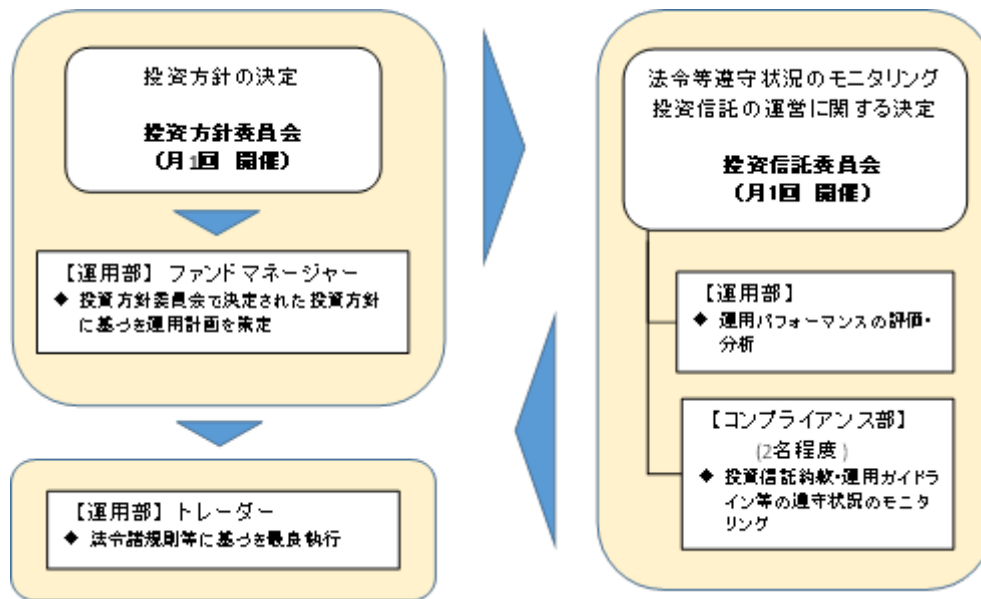 投資方針の決定
投資方針委員会
(月1回 開催)
【運用部】ファンドマネージャー
◆ 投資方針委員会で決定された投資方針
に基づき運用計画を策定
【運用部】トレーダー
◆ 法令諸規則等に基づき最良執行
法令等遵守状況のモニタリング
投資信託の運営に関する決定
投資信託委員会
(月1回 開催)
【運用部】
◆ 運用パフォーマンスの評価・
分析
【コンプライアンス部】
(2名程度)
◆ 投資信託約款・運用ガイドラ
イン等の遵守状況のモニタ
リング